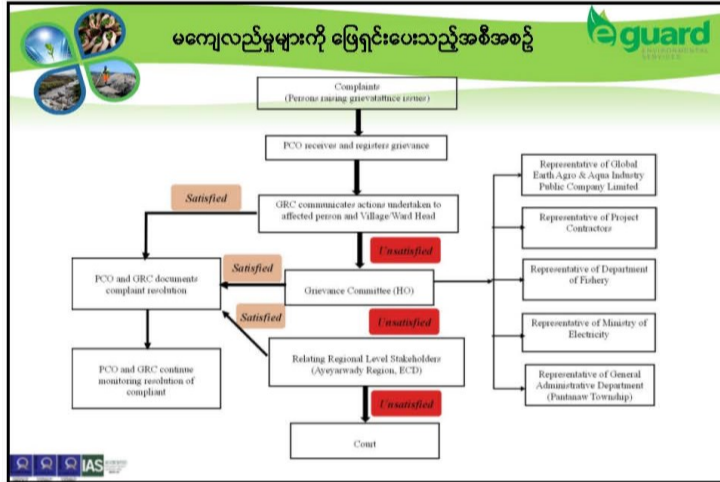 မကျေလည်မှုများကို ဖြေရှင်းပေးသည့်အစီအစဉ်
eguard
ENVIRONMENTAL
SERVICES
Complaints
(Persons raising grievatattnce issues)
PCO receives and registers grievance
GRC communicates actions undertaken to
affected person and Village/Ward Head
Satisfied
Unsatisfied
Satisfied
PCO and GRC documents
complaint resolution
Grievance Committee (HO)
Satisfied
Unsatisfied
Relating Regional Level Stakeholders
(Ayeyarwady Region, ECD)
PCO and GRC continue
monitoring resolution of
compliant
Unsatisfied
Court
Representative of Global
Earth Agro & Aqua Industry
Public Company Limited
Representative of Project
Contractors
Representative of Department
of Fishery
Representative of Ministry of
Electricity
Representative of General
Administrative Department
(Pantanaw Township)
IAS